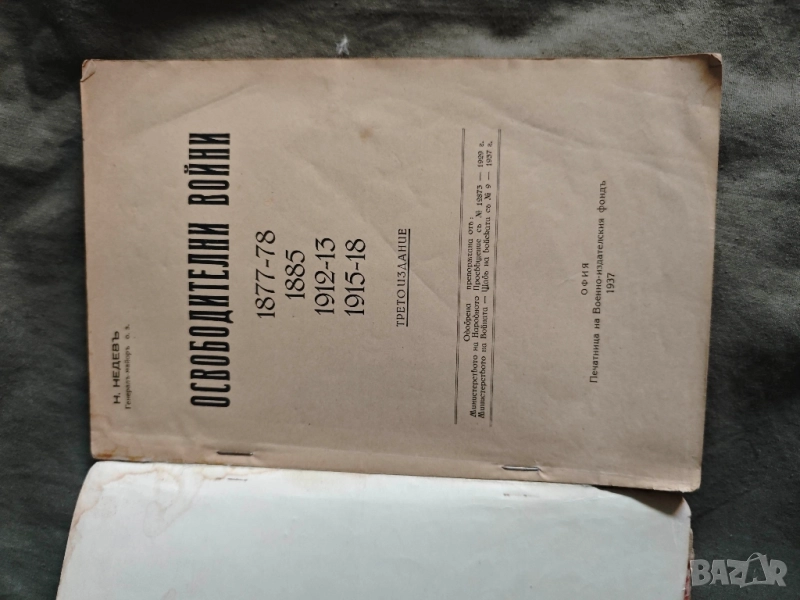 Н. НЕДЕВЪ
Генералъ-майоръ о. з.
ОСВОБОДИТЕЛНИ ВОЙНИ
1877-78
1885
1912-13
1915-18
ТРЕТО ИЗДАНИЕ
Одобрена и препоръчана отъ:
Министерството на Народното Просвѣщение съ № 12873 — 1929 г.
Министерството на Войната — Щабъ на войската съ № 9 — 1937 г.
СОФИЯ
1937
Печатница на Военно-издателския фондъ
BAZAR